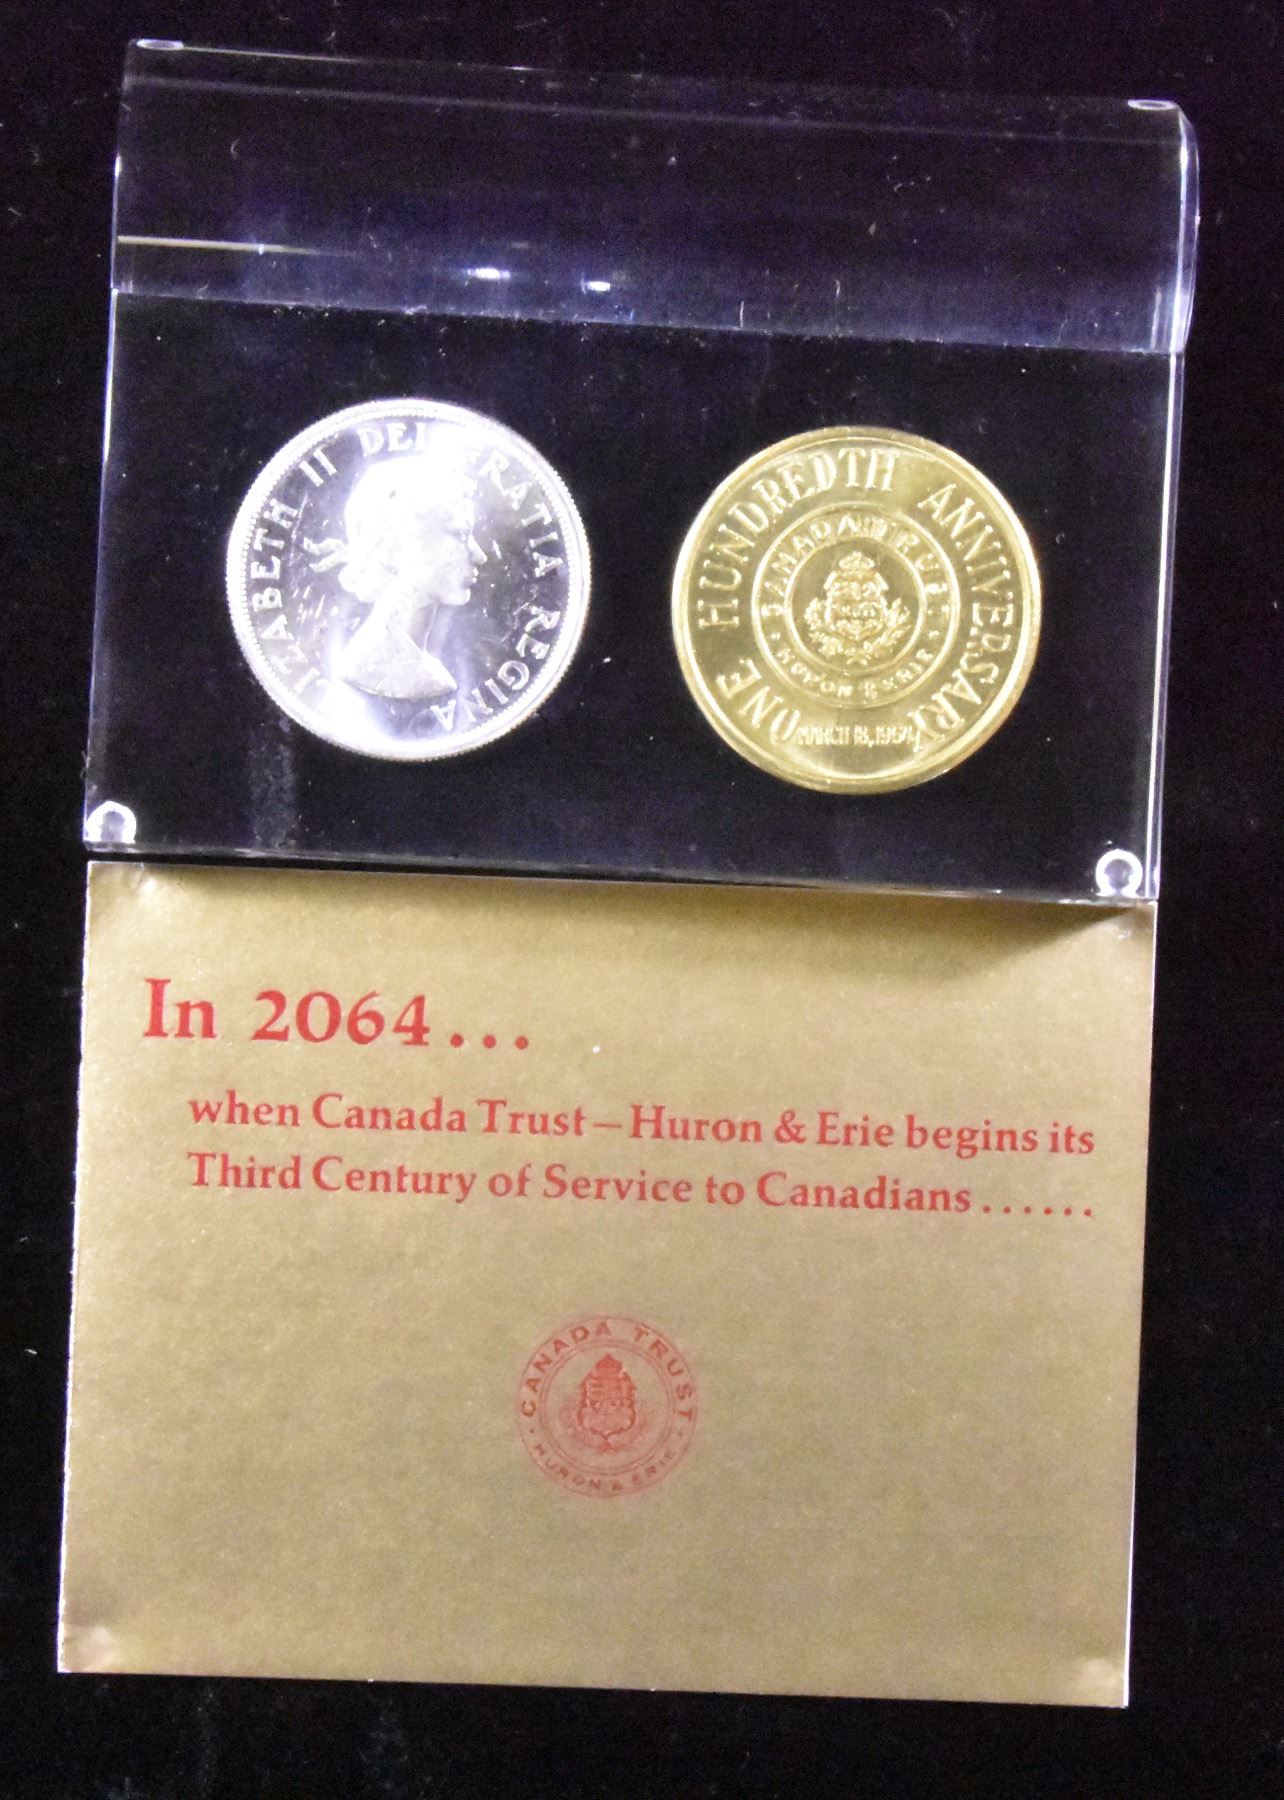 ELIZABETH II DEI GRATIA REGINA
ONE HUNDREDTH ANNIVERSARY
CANADA TRUST
· HURON & ERIE ·
MARCH 18, 1964
In 2064...
when Canada Trust—Huron & Erie begins its
Third Century of Service to Canadians......
CANADA TRUST
· HURON & ERIE ·